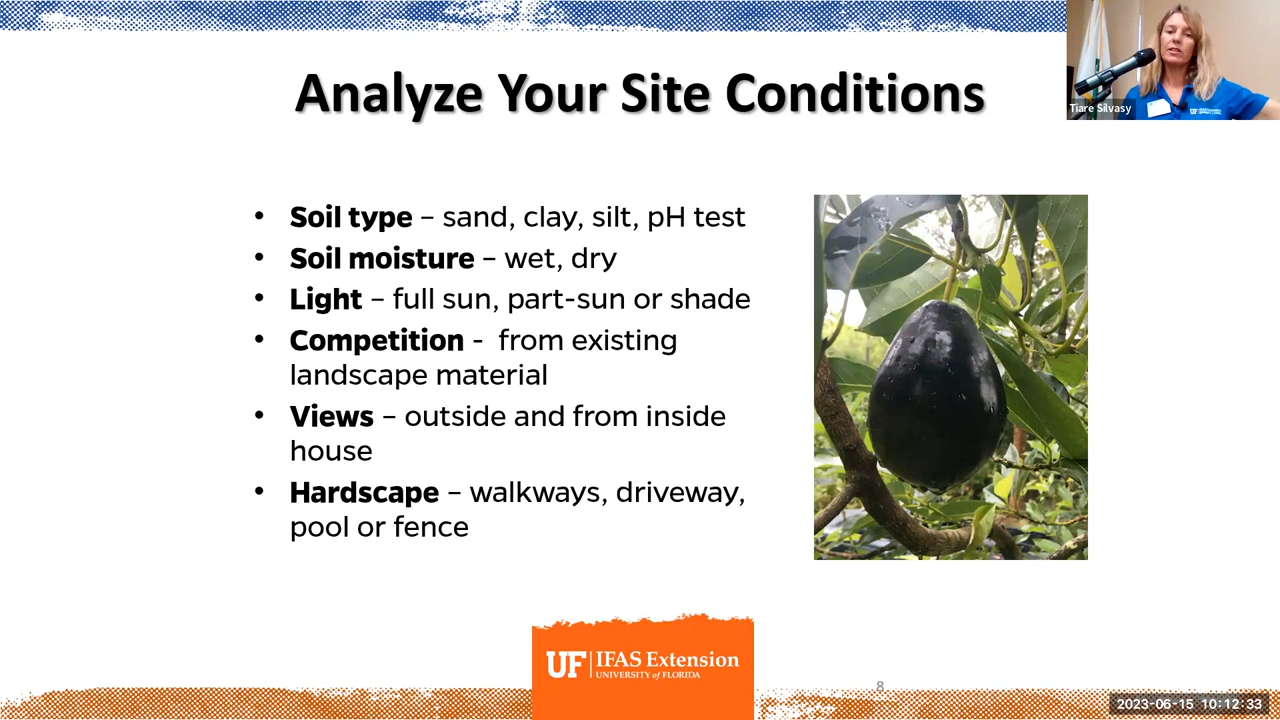 Analyze Your Site Conditions
Tiare Silvasy
• Soil type – sand, clay, silt, pH test
• Soil moisture – wet, dry
• Light – full sun, part-sun or shade
• Competition - from existing
landscape material
• Views – outside and from inside
house
• Hardscape – walkways, driveway,
pool or fence
UF IFAS Extension
UNIVERSITY of FLORIDA
8
2023-06-15 10:12:33